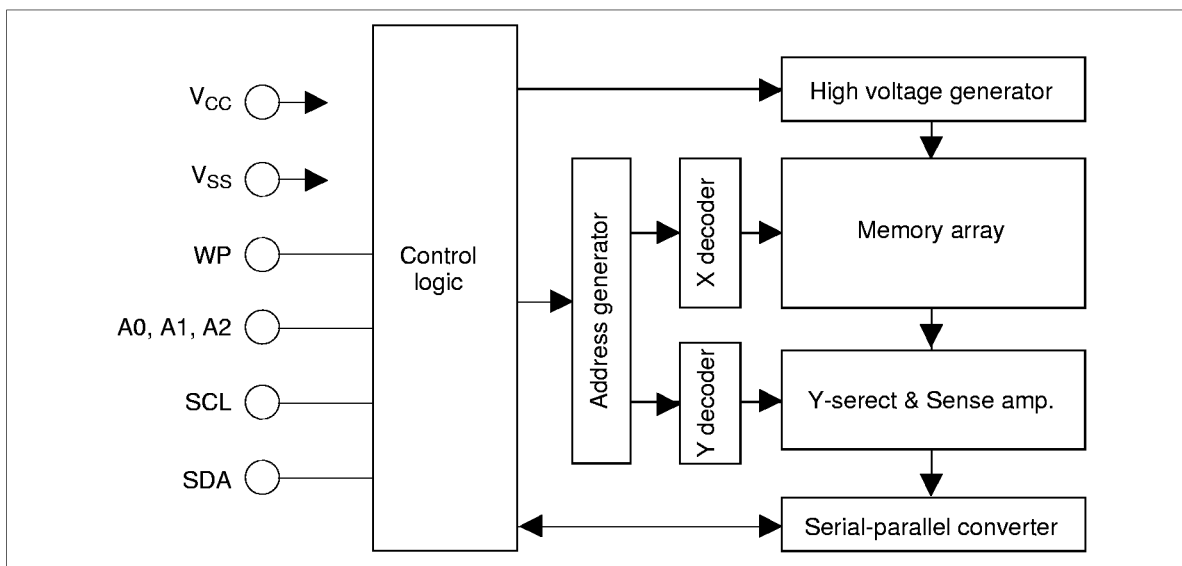 VCC
VSS
WP
A0, A1, A2
SCL
SDA
Control
logic
Address generator
X decoder
Y decoder
High voltage generator
Memory array
Y-serect & Sense amp.
Serial-parallel converter